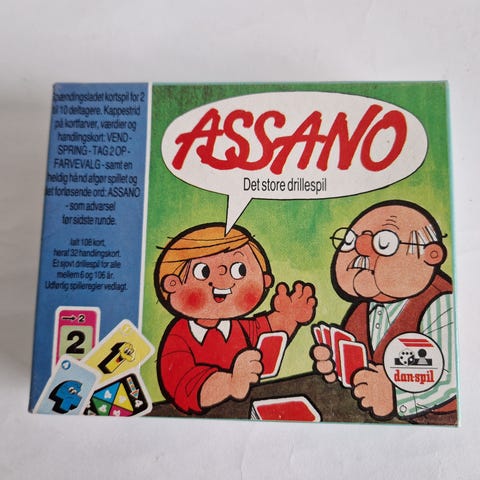 Spændingsladet kortspil for 2
til 10 deltagere. Kappestrid
på kortfarver, værdier og
handlingskort: VEND -
SPRING - TAG 2 OP -
FARVEVALG - samt en
heldig hånd afgør spillet og
det forløsende ord: ASSANO
- som advarsel
før sidste runde.
Ialt 106 kort,
heraf 32 handlingskort.
Et sjovt drillespil for alle
mellem 6 og 106 år.
Udførlig spilleregler vedlagt.
ASSANO
Det store drillespil
→2
2
dan-spil